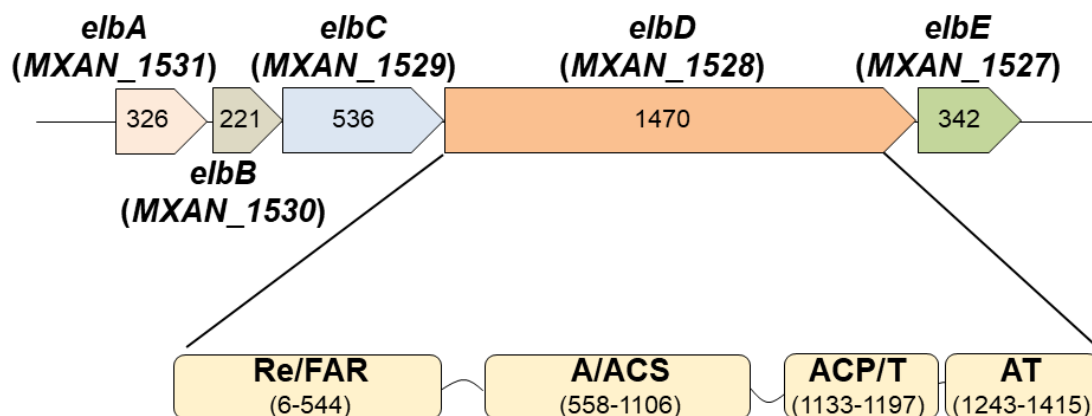 elbA elbC elbD elbE
(MXAN_1531) (MXAN_1529) (MXAN_1528) (MXAN_1527)
326 221 536 1470 342
elbB
(MXAN_1530)
Re/FAR A/ACS ACP/T AT
(6-544) (558-1106) (1133-1197) (1243-1415)